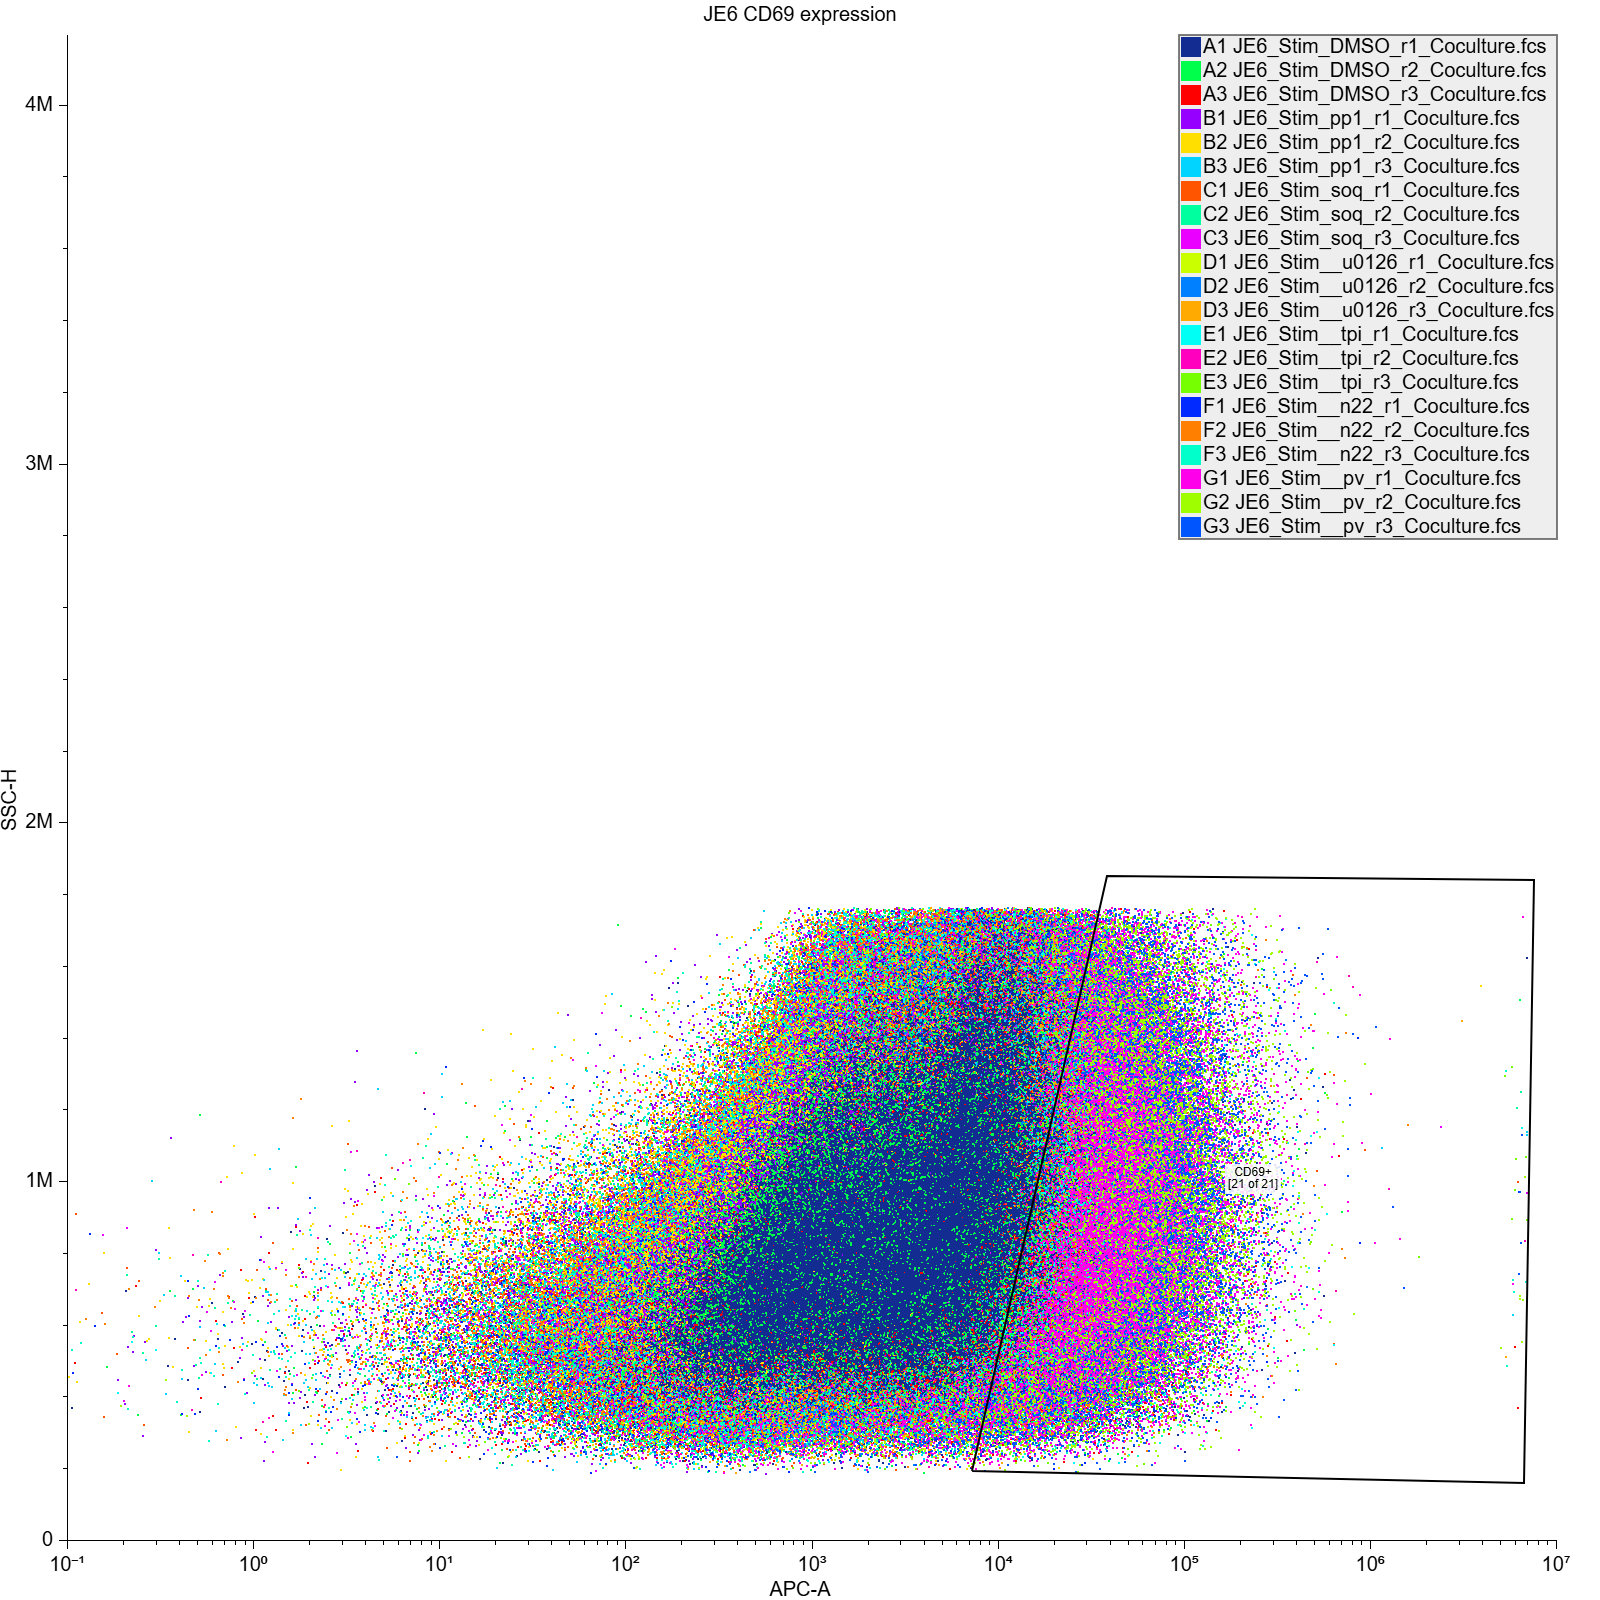 JE6 CD69 expression
A1 JE6_Stim_DMSO_r1_Coculture.fcs
A2 JE6_Stim_DMSO_r2_Coculture.fcs
A3 JE6_Stim_DMSO_r3_Coculture.fcs
B1 JE6_Stim_pp1_r1_Coculture.fcs
B2 JE6_Stim_pp1_r2_Coculture.fcs
B3 JE6_Stim_pp1_r3_Coculture.fcs
C1 JE6_Stim_soq_r1_Coculture.fcs
C2 JE6_Stim_soq_r2_Coculture.fcs
C3 JE6_Stim_soq_r3_Coculture.fcs
D1 JE6_Stim__u0126_r1_Coculture.fcs
D2 JE6_Stim__u0126_r2_Coculture.fcs
D3 JE6_Stim__u0126_r3_Coculture.fcs
E1 JE6_Stim__tpi_r1_Coculture.fcs
E2 JE6_Stim__tpi_r2_Coculture.fcs
E3 JE6_Stim__tpi_r3_Coculture.fcs
F1 JE6_Stim__n22_r1_Coculture.fcs
F2 JE6_Stim__n22_r2_Coculture.fcs
F3 JE6_Stim__n22_r3_Coculture.fcs
G1 JE6_Stim__pv_r1_Coculture.fcs
G2 JE6_Stim__pv_r2_Coculture.fcs
G3 JE6_Stim__pv_r3_Coculture.fcs
4M
3M
2M
1M
0
SSC-H
CD69+
[21 of 21]
10⁻¹ 10⁰ 10¹ 10² 10³ 10⁴ 10⁵ 10⁶ 10⁷
APC-A